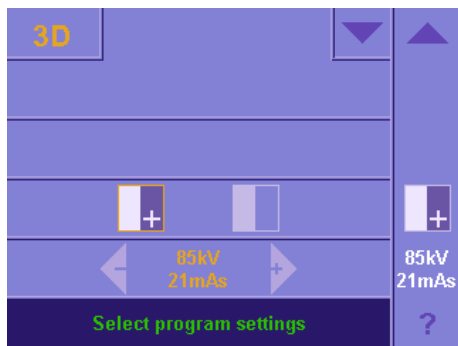 3D
+
- 85kV +
21mAs
+
85kV
21mAs
Select program settings
?